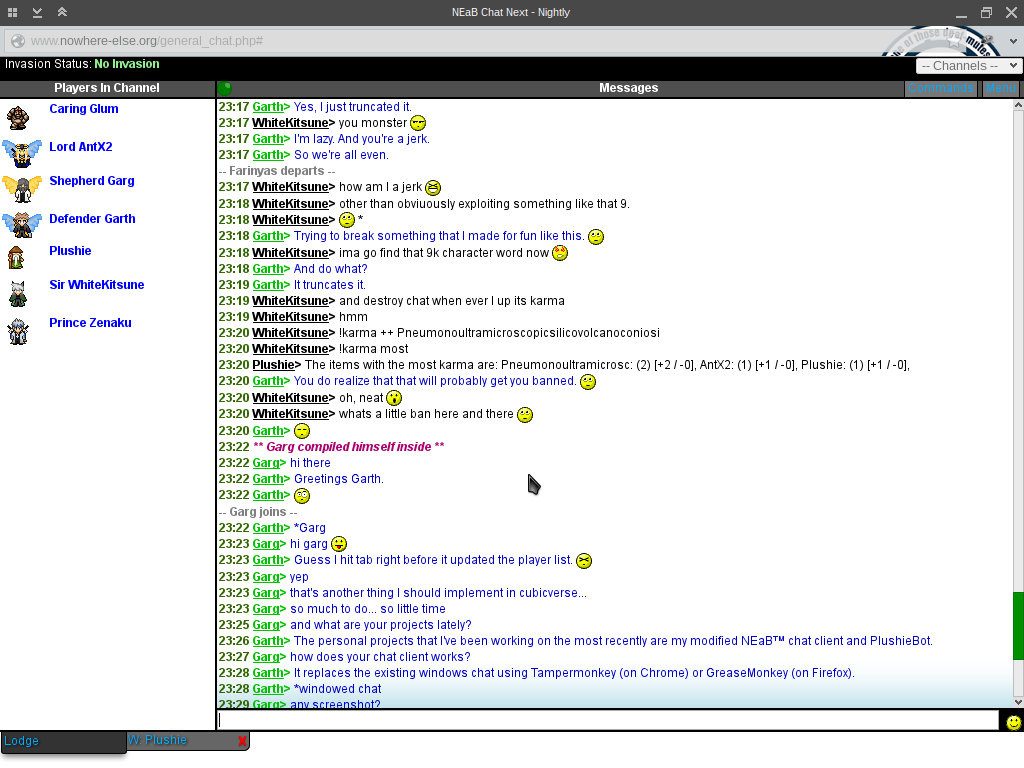 NEaB Chat Next - Nightly
www.nowhere-else.org/general_chat.php#
Invasion Status: No Invasion
-- Channels --
Players In Channel
Messages
Commands
Menu
Caring Glum
Lord AntX2
Shepherd Garg
Defender Garth
Plushie
Sir WhiteKitsune
Prince Zenaku
23:17 Garth> Yes, I just truncated it.
23:17 WhiteKitsune> you monster
23:17 Garth> I'm lazy. And you're a jerk.
23:17 Garth> So we're all even.
-- Farinyas departs --
23:17 WhiteKitsune> how am I a jerk
23:18 WhiteKitsune> other than obviuously exploiting something like that 9.
23:18 WhiteKitsune> *
23:18 Garth> Trying to break something that I made for fun like this.
23:18 WhiteKitsune> ima go find that 9k character word now
23:18 Garth> And do what?
23:19 Garth> It truncates it.
23:19 WhiteKitsune> and destroy chat when ever I up its karma
23:19 WhiteKitsune> hmm
23:20 WhiteKitsune> !karma ++ Pneumonoultramicroscopicsilicovolcanoconiosi
23:20 WhiteKitsune> !karma most
23:20 Plushie> The items with the most karma are: Pneumonoultramicrosc: (2) [+2 / -0], AntX2: (1) [+1 / -0], Plushie: (1) [+1 / -0],
23:20 Garth> You do realize that that will probably get you banned.
23:20 WhiteKitsune> oh, neat
23:20 WhiteKitsune> whats a little ban here and there
23:20 Garth>
23:22 ** Garg compiled himself inside **
23:22 Garg> hi there
23:22 Garth> Greetings Garth.
23:22 Garth>
-- Garg joins --
23:22 Garth> *Garg
23:23 Garg> hi garg
23:23 Garth> Guess I hit tab right before it updated the player list.
23:23 Garg> yep
23:23 Garg> that's another thing I should implement in cubicverse...
23:23 Garg> so much to do... so little time
23:25 Garg> and what are your projects lately?
23:26 Garth> The personal projects that I've been working on the most recently are my modified NEaB™ chat client and PlushieBot.
23:27 Garg> how does your chat client works?
23:28 Garth> It replaces the existing windows chat using Tampermonkey (on Chrome) or GreaseMonkey (on Firefox).
23:28 Garth> *windowed chat
23:29 Garg> any screenshot?
Lodge
W: Plushie